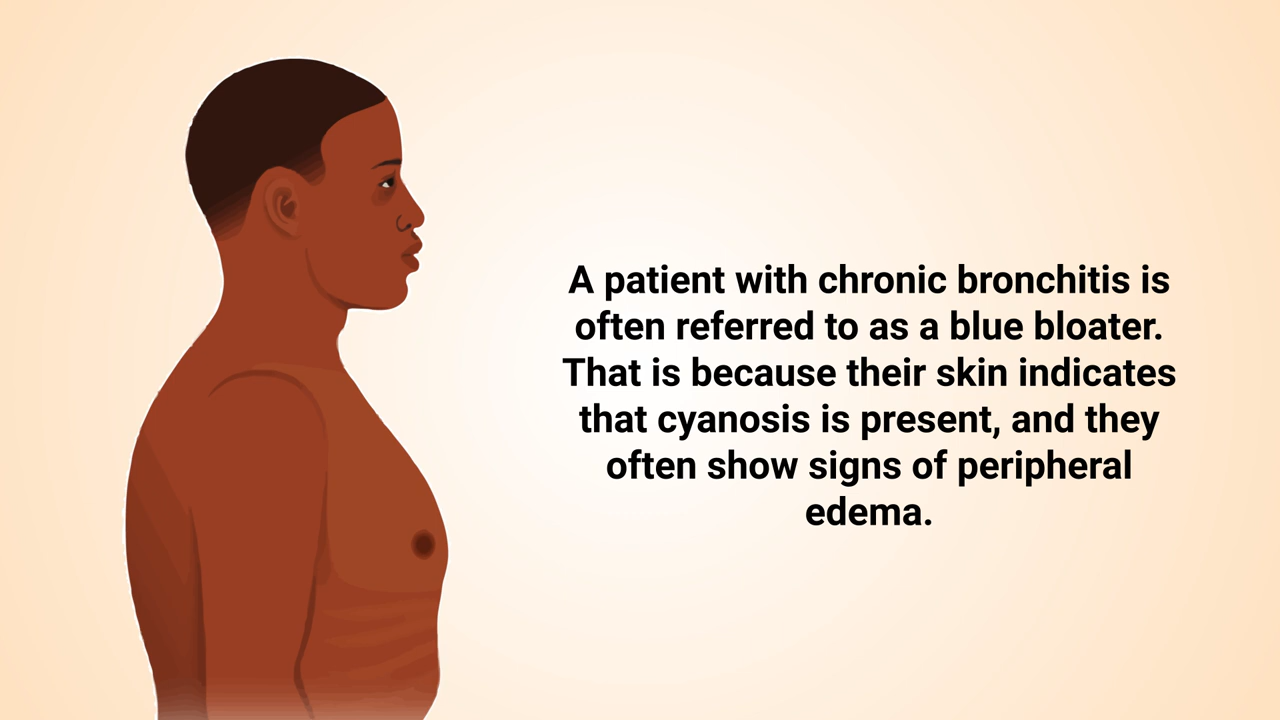 A patient with chronic bronchitis is
often referred to as a blue bloater.
That is because their skin indicates
that cyanosis is present, and they
often show signs of peripheral
edema.